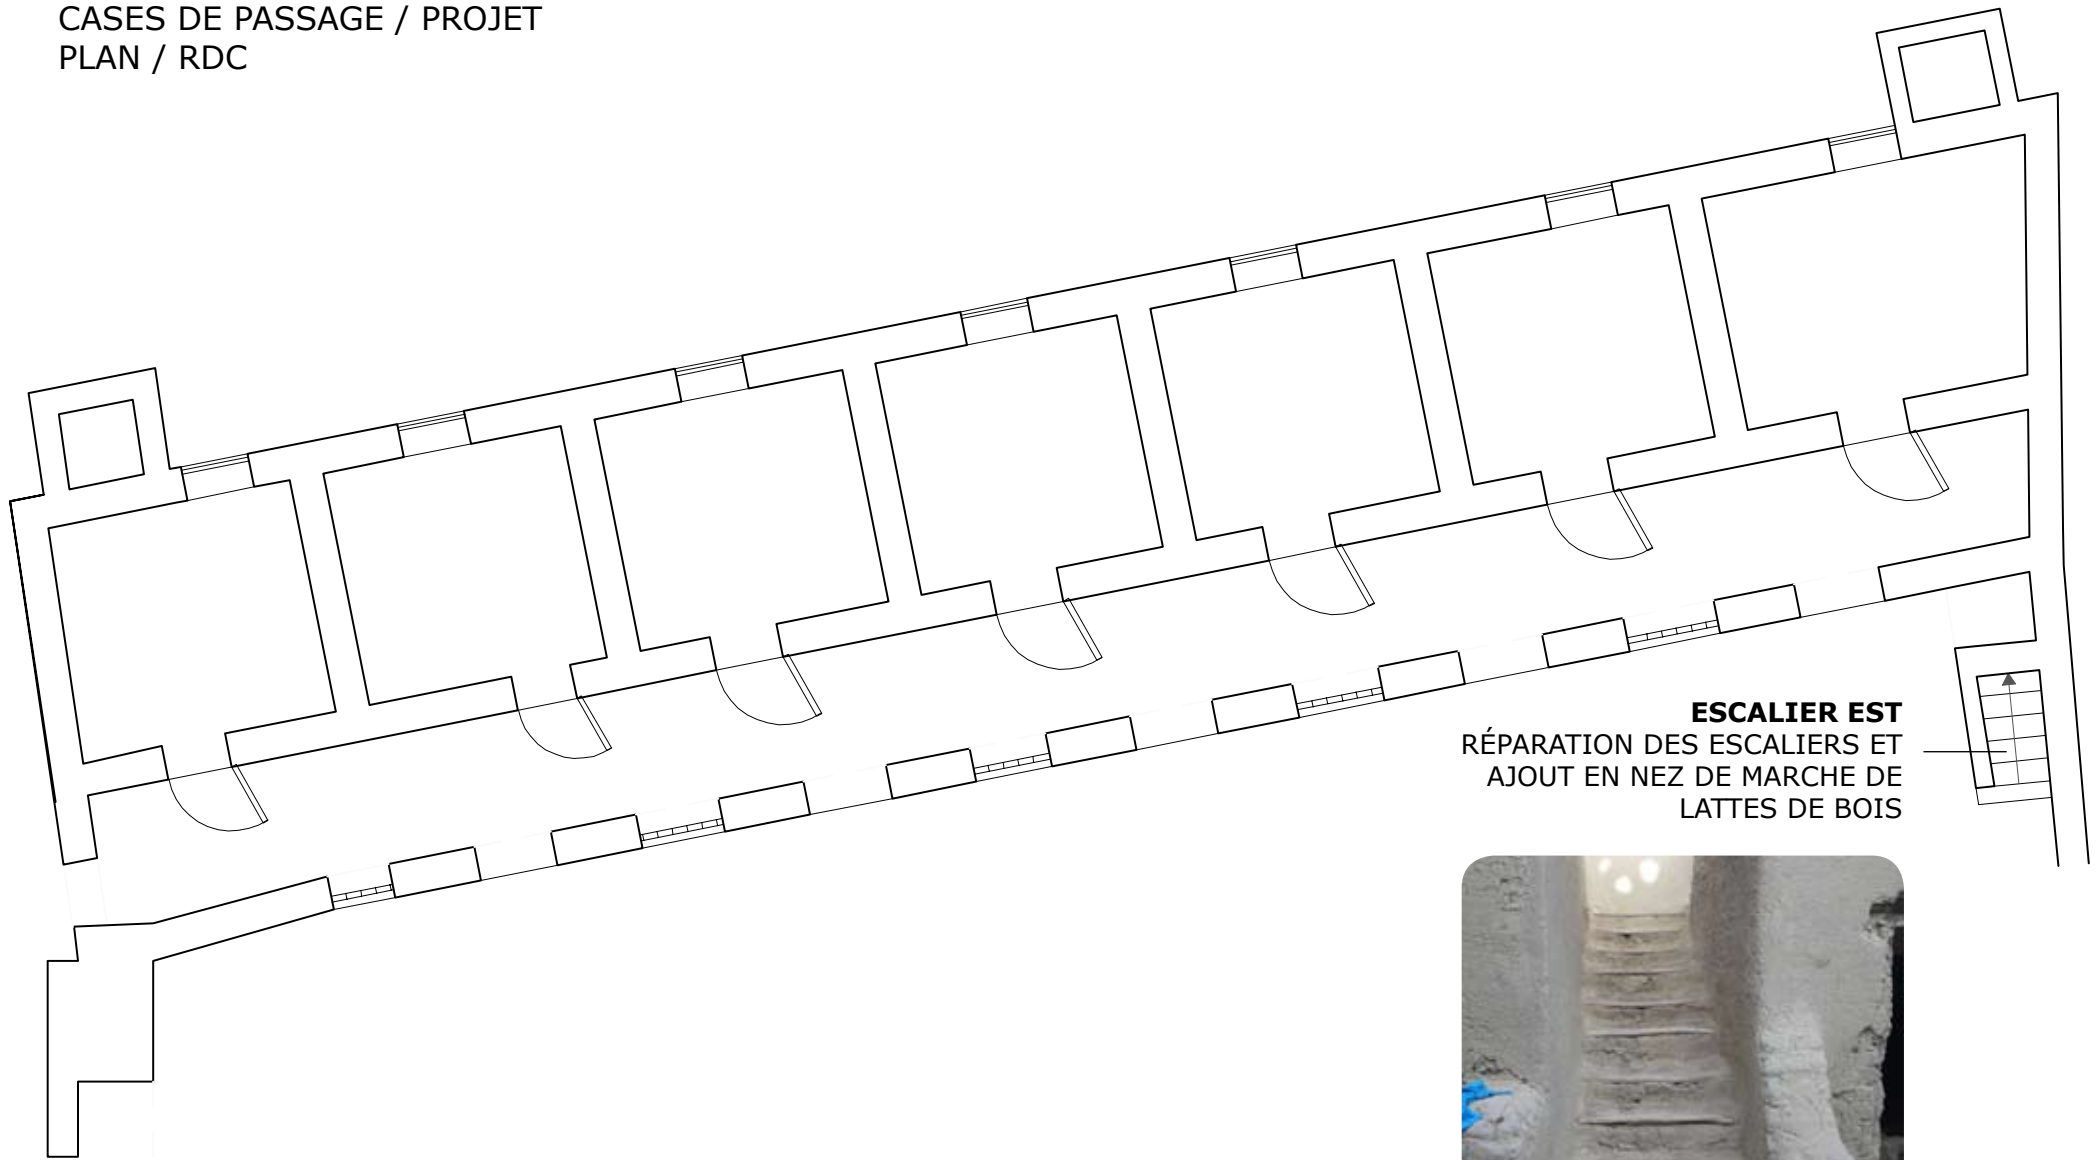 CASES DE PASSAGE / PROJET
PLAN / RDC
ESCALIER EST
RÉPARATION DES ESCALIERS ET
AJOUT EN NEZ DE MARCHE DE
LATTES DE BOIS